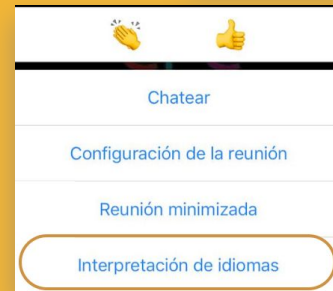 Chatear
Configuración de la reunión
Reunión minimizada
Interpretación de idiomas